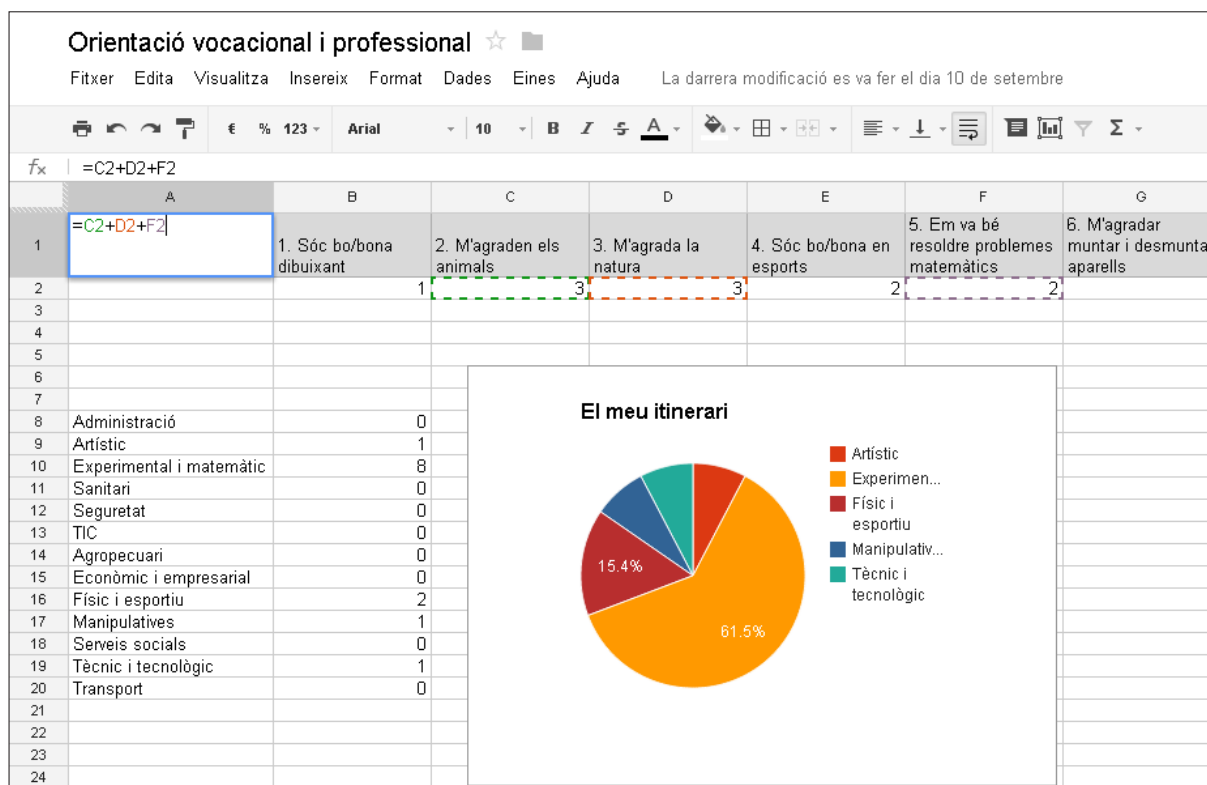 Orientació vocacional i professional
Fitxer Edita Visualitza Insereix Format Dades Eines Ajuda La darrera modificació es va fer el dia 10 de setembre
€ % 123 Arial 10 B I S A Σ
fx =C2+D2+F2
A B C D E F G
1 =C2+D2+F2
1. Sóc bo/bona
dibuixant
2. M'agraden els
animals
3. M'agrada la
natura
4. Sóc bo/bona en
esports
5. Em va bé
resoldre problemes
matemàtics
6. M'agradar
muntar i desmunta
aparells
2 1 3 3 2 2
3
4
5
6
7
8 Administració 0
9 Artístic 1
10 Experimental i matemàtic 8
11 Sanitari 0
12 Seguretat 0
13 TIC 0
14 Agropecuari 0
15 Econòmic i empresarial 0
16 Físic i esportiu 2
17 Manipulatives 1
18 Serveis socials 0
19 Tècnic i tecnològic 1
20 Transport 0
21
22
23
24
El meu itinerari
Artístic
Experimen...
Físic i
esportiu
Manipulativ...
Tècnic i
tecnològic
15.4%
61.5%